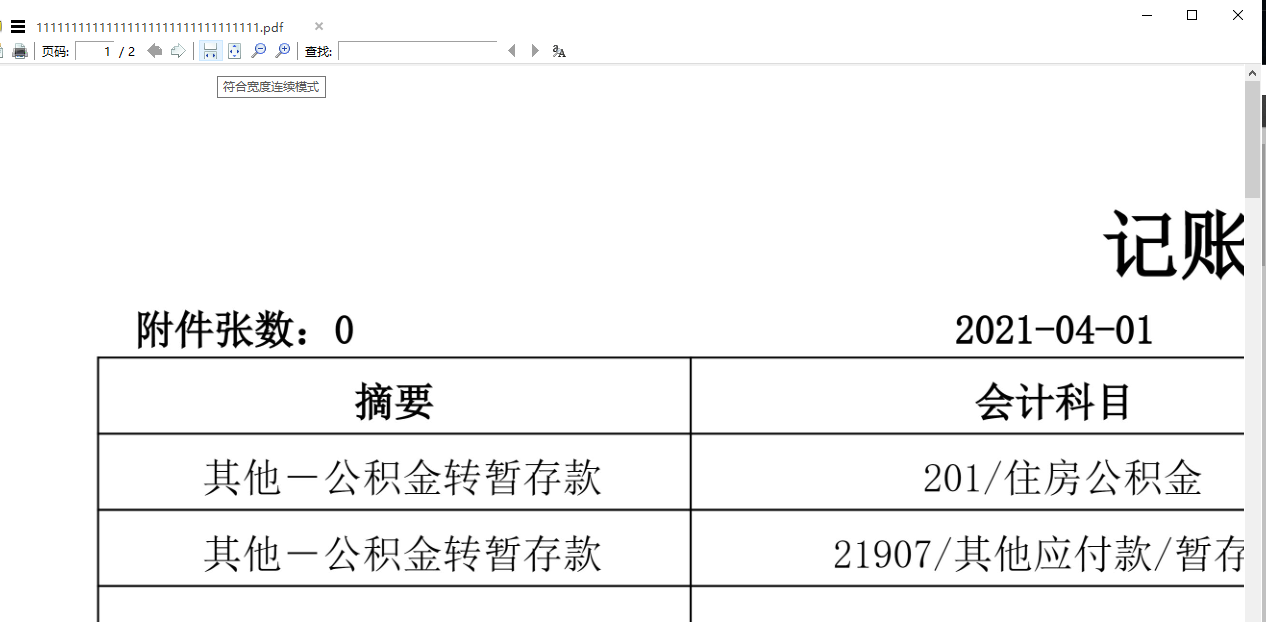 11111111111111111111111111111111.pdf
页码: 1 / 2 查找:
符合宽度连续模式
记账
附件张数：0 2021-04-01
摘要 会计科目
其他－公积金转暂存款 201/住房公积金
其他－公积金转暂存款 21907/其他应付款/暂存